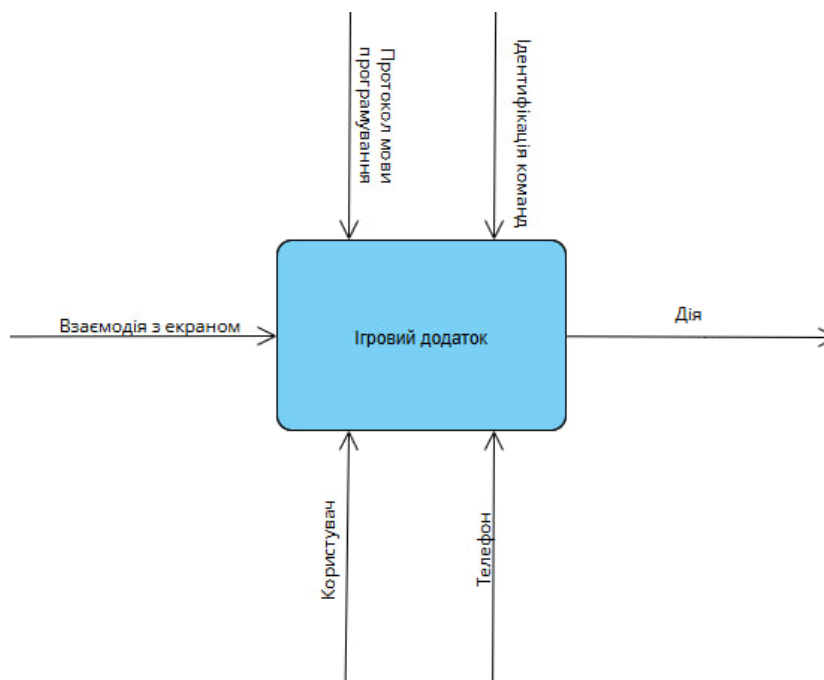 Протокол мови
програмування
Ідентифікація команд
Взаємодія з екраном
Ігровий додаток
Дія
Користувач
Телефон